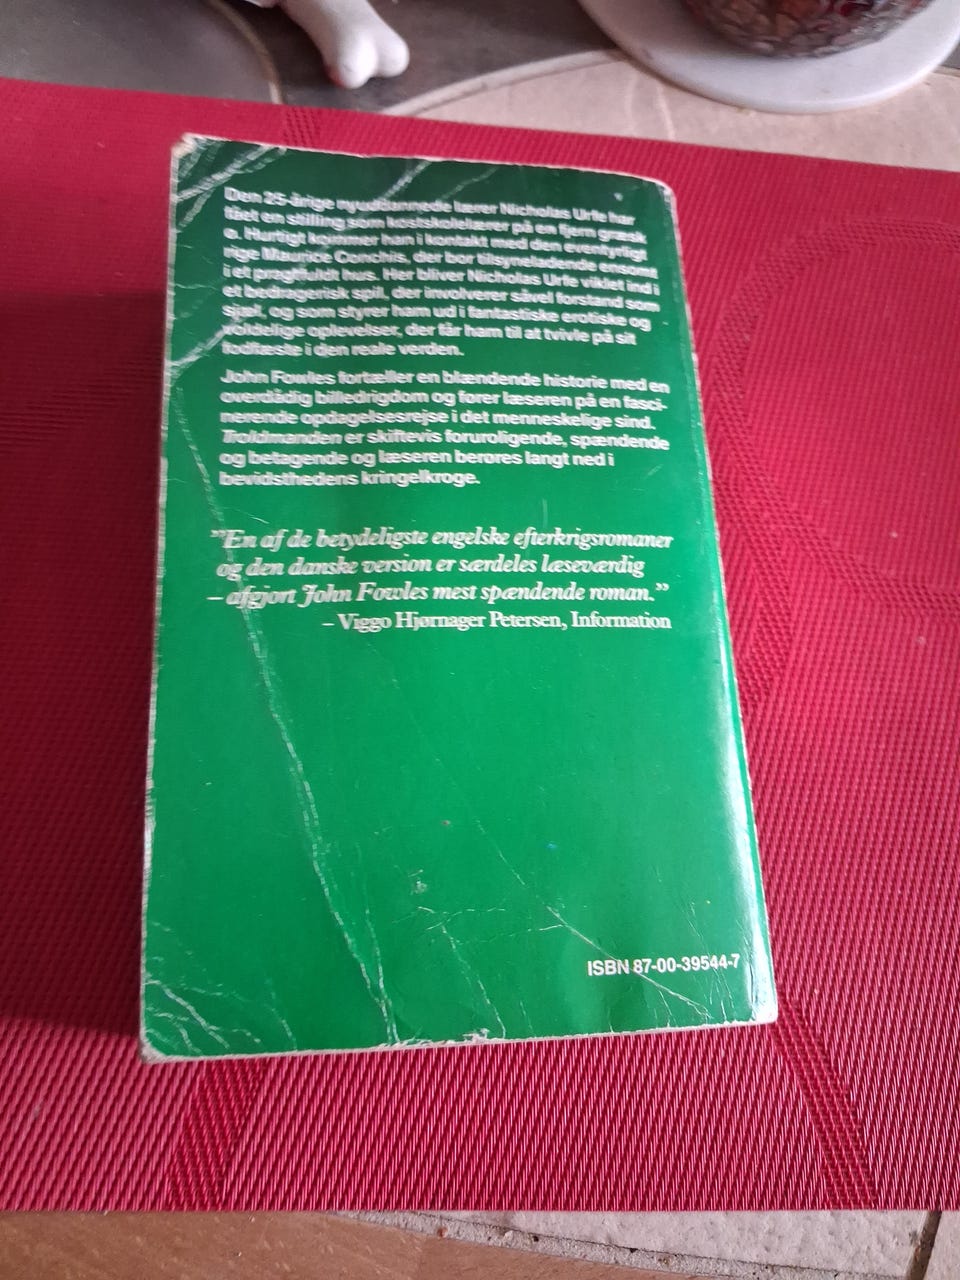 Den 25-årige nyuddannede lærer Nicholas Urfe har
fået en stilling som kostskolelærer på en fjern græsk
ø. Hurtigt kommer han i kontakt med den eventyrligt
rige Maurice Conchis, der bor tilsyneladende ensomt
i et pragtfuldt hus. Her bliver Nicholas Urfe viklet ind i
et bedragerisk spil, der involverer såvel forstand som
sjæl, og som styrer ham ud i fantastiske erotiske og
voldelige oplevelser, der får ham til at tvivle på sit
fodfæste i den reale verden.
John Fowles fortæller en blændende historie med en
overdådig billedrigdom og fører læseren på en fasci-
nerende opdagelsesrejse i det menneskelige sind.
Troldmanden er skiftevis foruroligende, spændende
og betagende og læseren berøres langt ned i
bevidsthedens kringelkroge.
”En af de betydeligste engelske efterkrigsromaner
og den danske version er særdeles læseværdig
– afgjort John Fowles mest spændende roman.”
– Viggo Hjørnager Petersen, Information
ISBN 87-00-39544-7